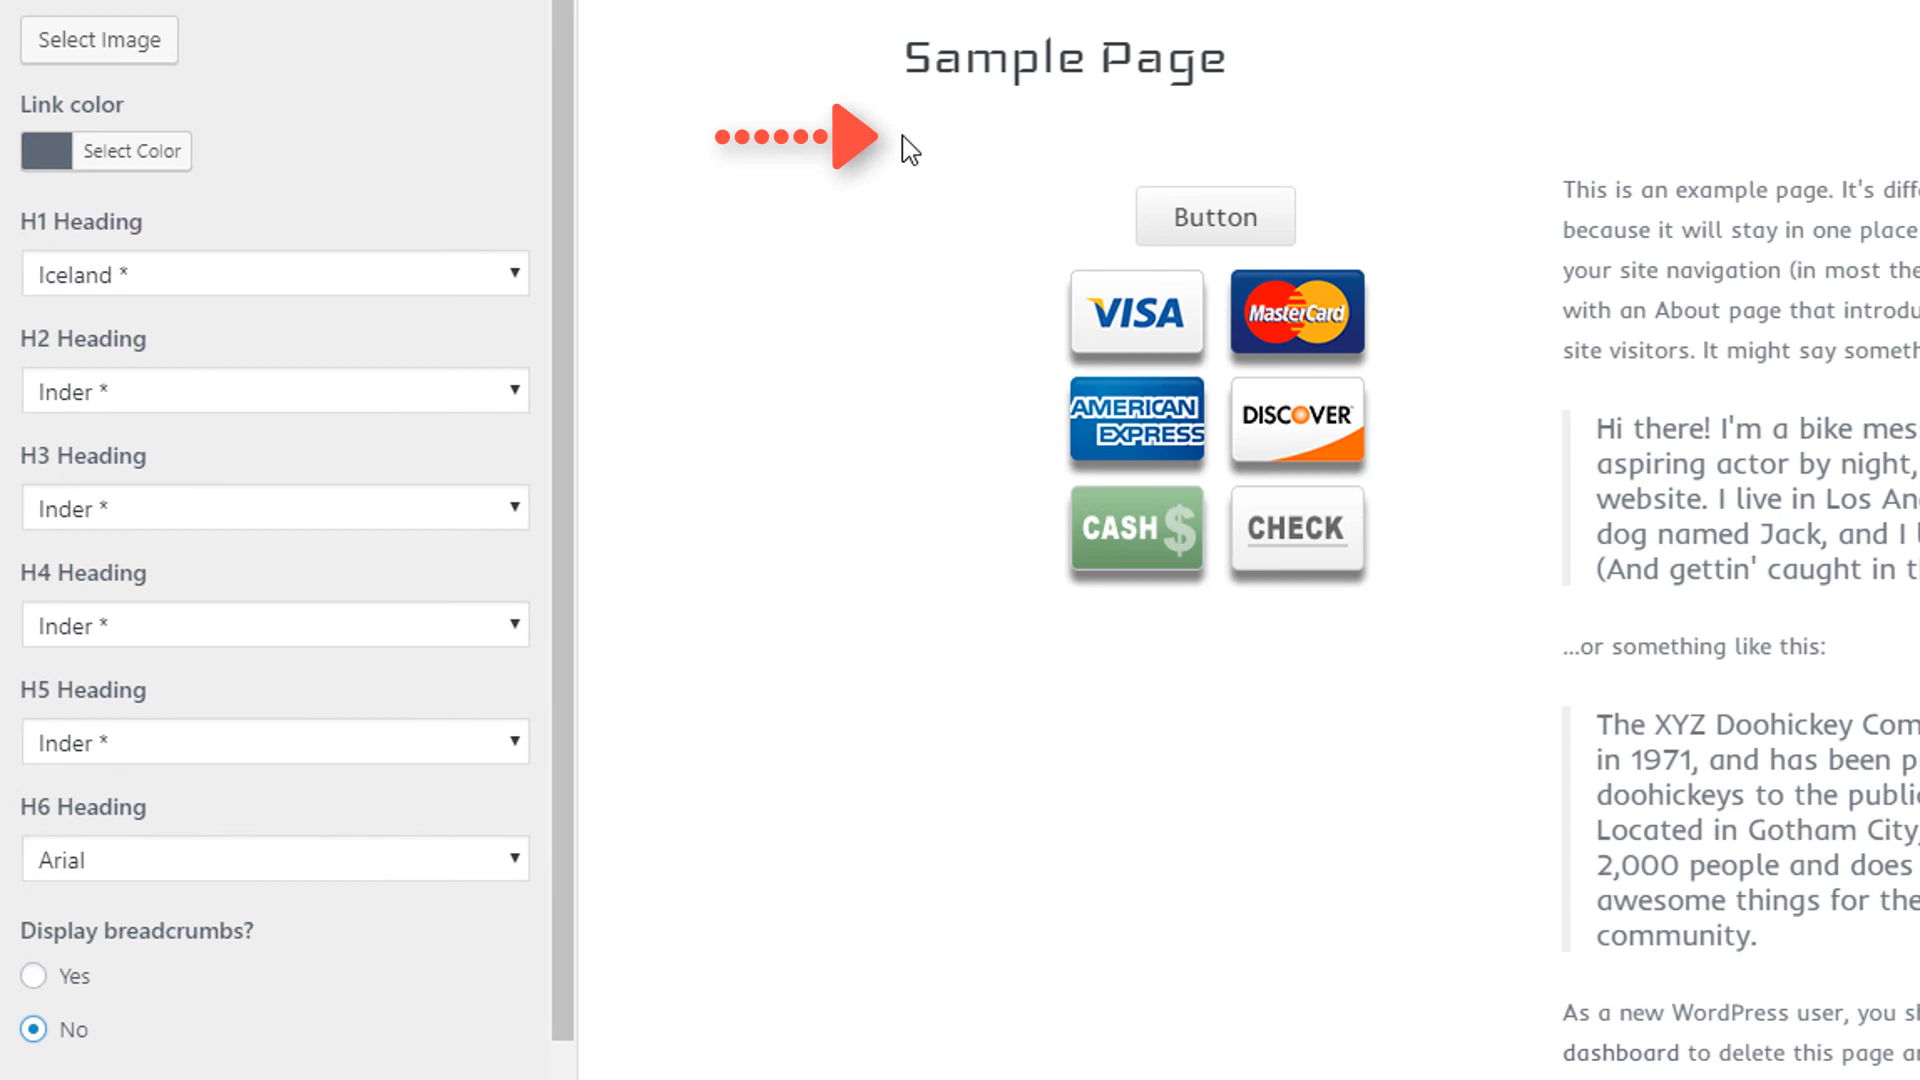 Select Image
Link color
Select Color
H1 Heading
Iceland *
H2 Heading
Inder *
H3 Heading
Inder *
H4 Heading
Inder *
H5 Heading
Inder *
H6 Heading
Arial
Display breadcrumbs?
Yes
No
Sample Page
Button
VISA
MasterCard
AMERICAN
EXPRESS
DISCOVER
CASH $
CHECK
This is an example page. It's diff
because it will stay in one place
your site navigation (in most the
with an About page that introdu
site visitors. It might say someth
Hi there! I'm a bike mes
aspiring actor by night,
website. I live in Los An
dog named Jack, and I l
(And gettin' caught in th
...or something like this:
The XYZ Doohickey Com
in 1971, and has been p
doohickeys to the public
Located in Gotham City,
2,000 people and does
awesome things for the
community.
As a new WordPress user, you sh
dashboard to delete this page an